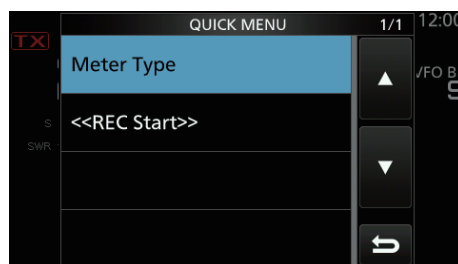 QUICK MENU
1/1
12:00
TX
Meter Type
VFO B
<<REC Start>>
S
SWR